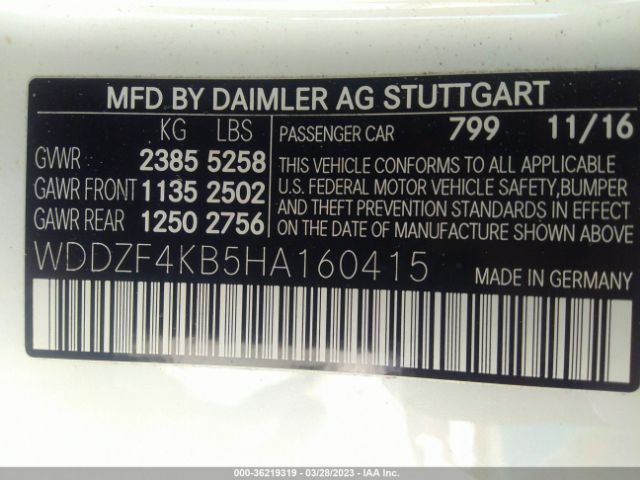 MFD BY DAIMLER AG STUTTGART
KG LBS
GVWR 2385 5258
GAWR FRONT 1135 2502
GAWR REAR 1250 2756
PASSENGER CAR 799 11/16
THIS VEHICLE CONFORMS TO ALL APPLICABLE
U.S. FEDERAL MOTOR VEHICLE SAFETY,BUMPER
AND THEFT PREVENTION STANDARDS IN EFFECT
ON THE DATE OF MANUFACTURE SHOWN ABOVE
WDDZF4KB5HA160415
MADE IN GERMANY
000-36219319 - 03/28/2023 - IAAI.COM